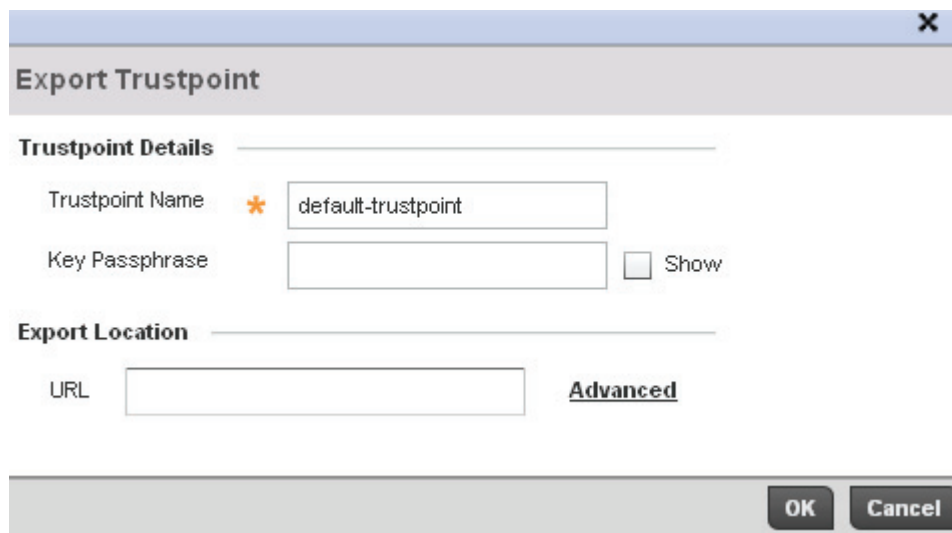 Export Trustpoint
Trustpoint Details
Trustpoint Name * default-trustpoint
Key Passphrase Show
Export Location
URL Advanced
OK Cancel